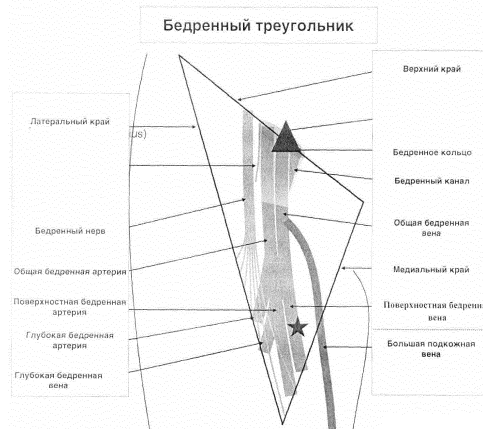 Бедренный треугольник
Верхний край
Латеральный край
us)
Бедренное кольцо
Бедренный канал
Общая бедренная
вена
Бедренный нерв
Медиальный край
Общая бедренная артерия
Поверхностная бедренная
артерия
Поверхностная бедренн
вена
Глубокая бедренная
артерия
Большая подкожная
вена
Глубокая бедренная
вена